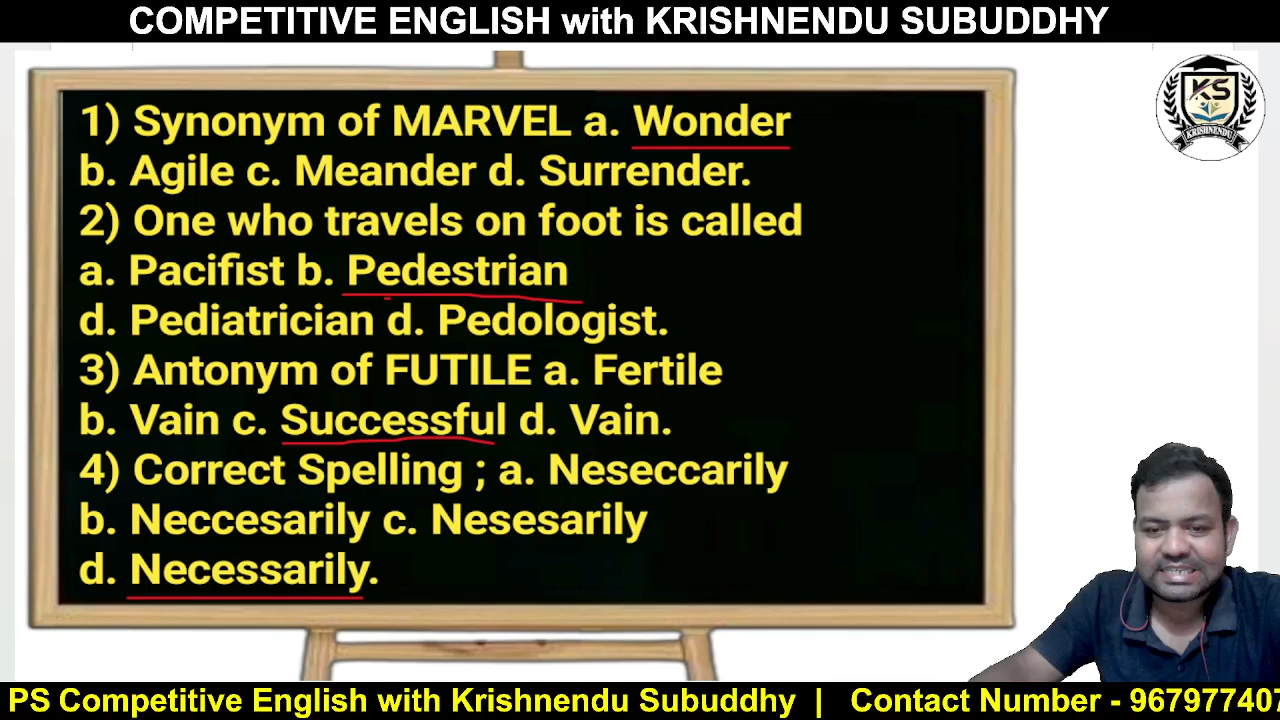 COMPETITIVE ENGLISH with KRISHNENDU SUBUDDHY
KS
KRISHNENDU
1) Synonym of MARVEL a. Wonder
b. Agile c. Meander d. Surrender.
2) One who travels on foot is called
a. Pacifist b. Pedestrian
d. Pediatrician d. Pedologist.
3) Antonym of FUTILE a. Fertile
b. Vain c. Successful d. Vain.
4) Correct Spelling ; a. Neseccarily
b. Neccesarily c. Nesesarily
d. Necessarily.
PS Competitive English with Krishnendu Subuddhy | Contact Number - 967977407